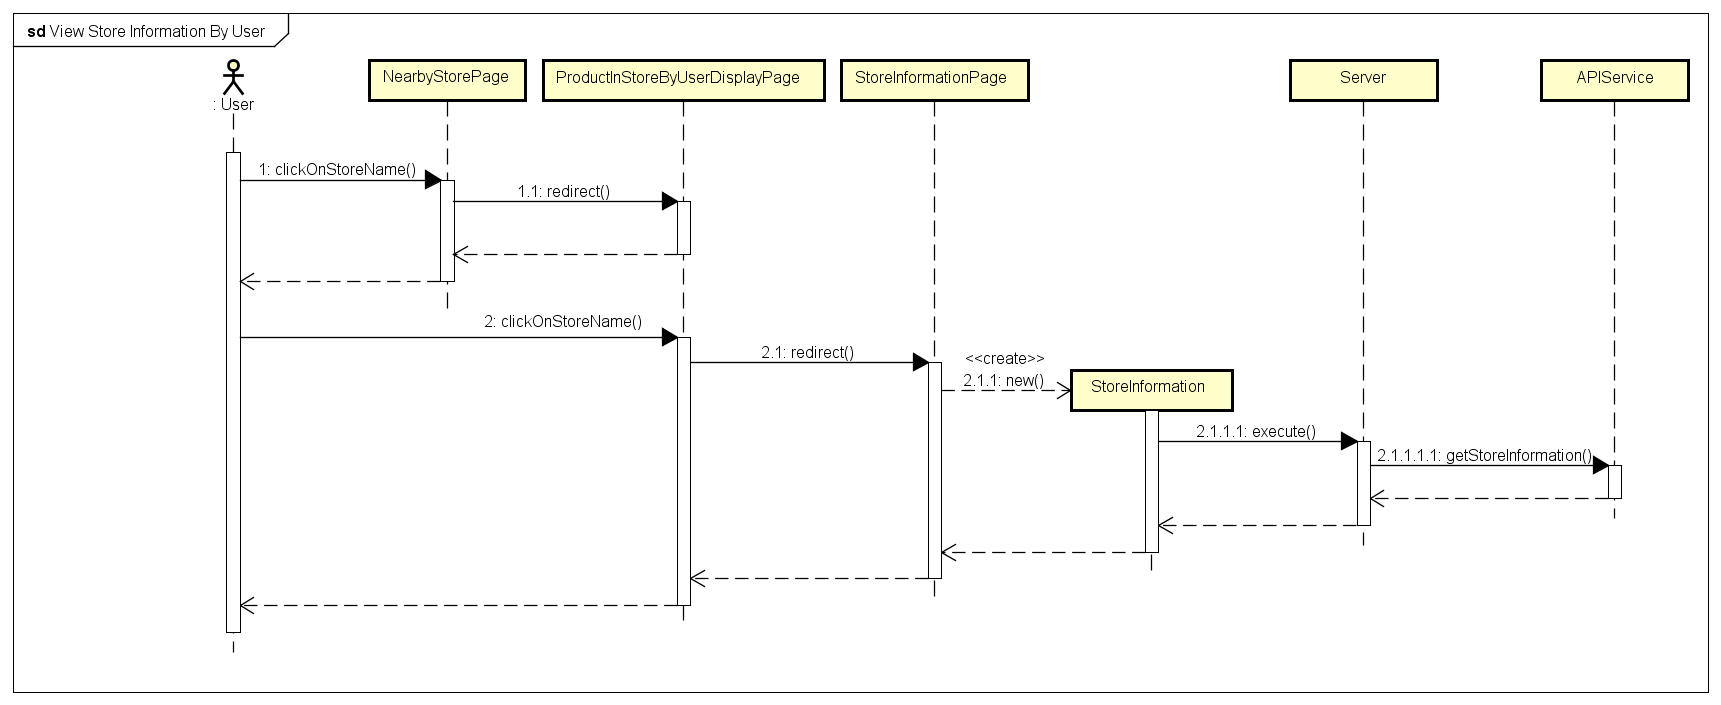 sd View Store Information By User
: User
NearbyStorePage
ProductInStoreByUserDisplayPage
StoreInformationPage
Server
APIService
1: clickOnStoreName()
1.1: redirect()
2: clickOnStoreName()
2.1: redirect()
<<create>>
2.1.1: new()
StoreInformation
2.1.1.1: execute()
2.1.1.1.1: getStoreInformation()